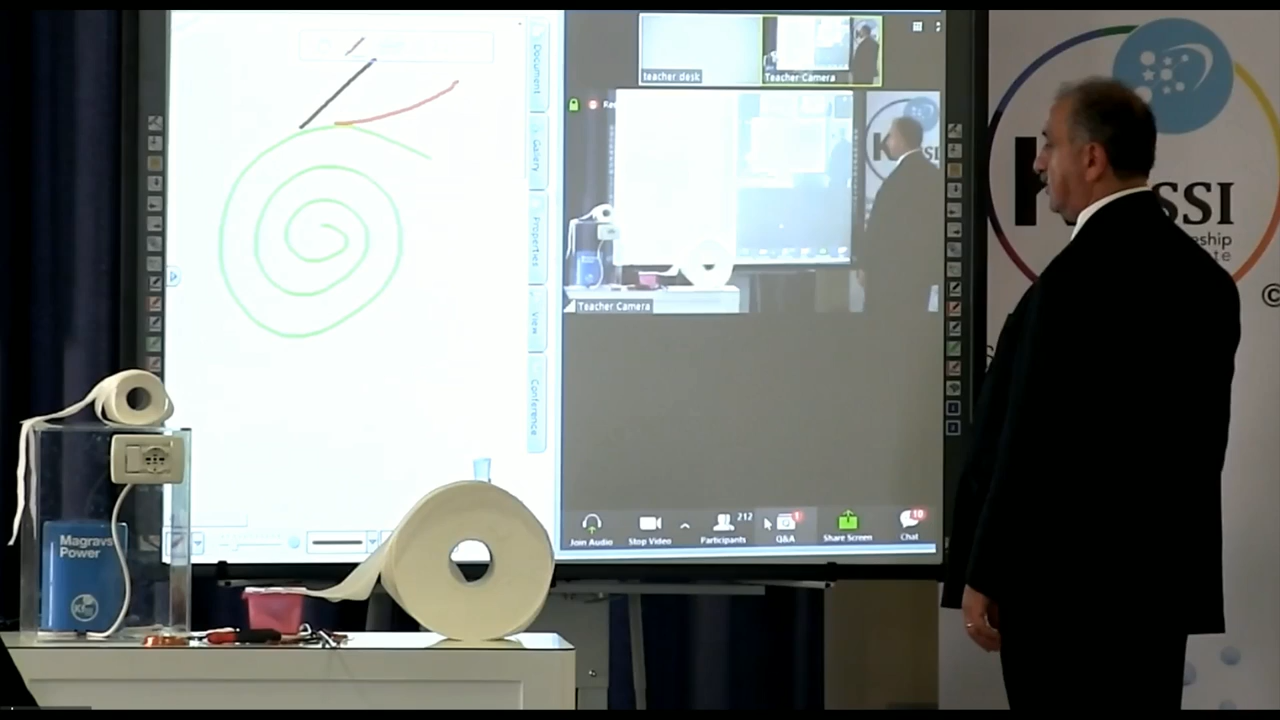 Document
Gallery
Properties
View
Conference
teacher desk
Teacher Camera
Teacher Camera
Join Audio
Stop Video
Participants
212
Q&A
1
Share Screen
Chat
10
Magravs
Power
K
SSI
©